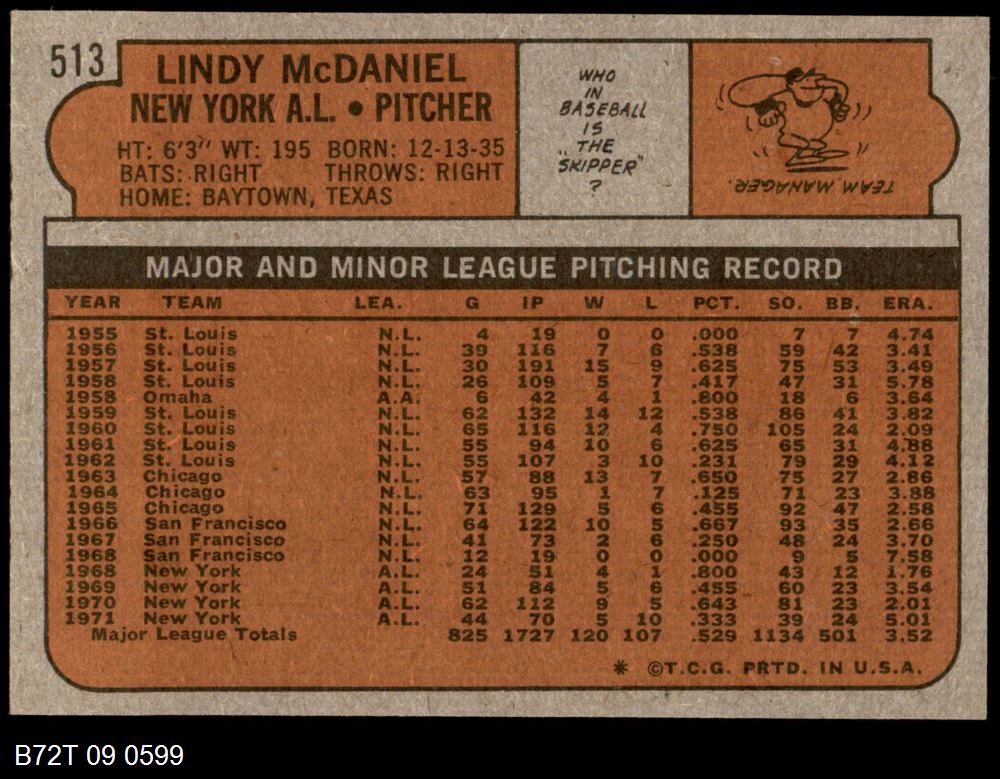 513
LINDY McDANIEL
NEW YORK A.L. • PITCHER
HT: 6'3" WT: 195 BORN: 12-13-35
BATS: RIGHT THROWS: RIGHT
HOME: BAYTOWN, TEXAS
WHO
IN
BASEBALL
IS
"THE
SKIPPER"
?
TEAM MANAGER.
MAJOR AND MINOR LEAGUE PITCHING RECORD
YEAR TEAM LEA. G IP W L PCT. SO. BB. ERA.
1955 St. Louis N.L. 4 19 0 0 .000 7 7 4.74
1956 St. Louis N.L. 39 116 7 6 .538 59 42 3.41
1957 St. Louis N.L. 30 191 15 9 .625 75 53 3.49
1958 St. Louis N.L. 26 109 5 7 .417 47 31 5.78
1958 Omaha A.A. 6 42 4 1 .800 18 6 3.64
1959 St. Louis N.L. 62 132 14 12 .538 86 41 3.82
1960 St. Louis N.L. 65 116 12 4 .750 105 24 2.09
1961 St. Louis N.L. 55 94 10 6 .625 65 31 4.88
1962 St. Louis N.L. 55 107 3 10 .231 79 29 4.12
1963 Chicago N.L. 57 88 13 7 .650 75 27 2.86
1964 Chicago N.L. 63 95 1 7 .125 71 23 3.88
1965 Chicago N.L. 71 129 5 6 .455 92 47 2.58
1966 San Francisco N.L. 64 122 10 5 .667 93 35 2.66
1967 San Francisco N.L. 41 73 2 6 .250 48 24 3.70
1968 San Francisco N.L. 12 19 0 0 .000 9 5 7.58
1968 New York A.L. 24 51 4 1 .800 43 12 1.76
1969 New York A.L. 51 84 5 6 .455 60 23 3.54
1970 New York A.L. 62 112 9 5 .643 81 23 2.01
1971 New York A.L. 44 70 5 10 .333 39 24 5.01
Major League Totals 825 1727 120 107 .529 1134 501 3.52
* ©T.C.G. PRTD. IN U.S.A.
B72T 09 0599